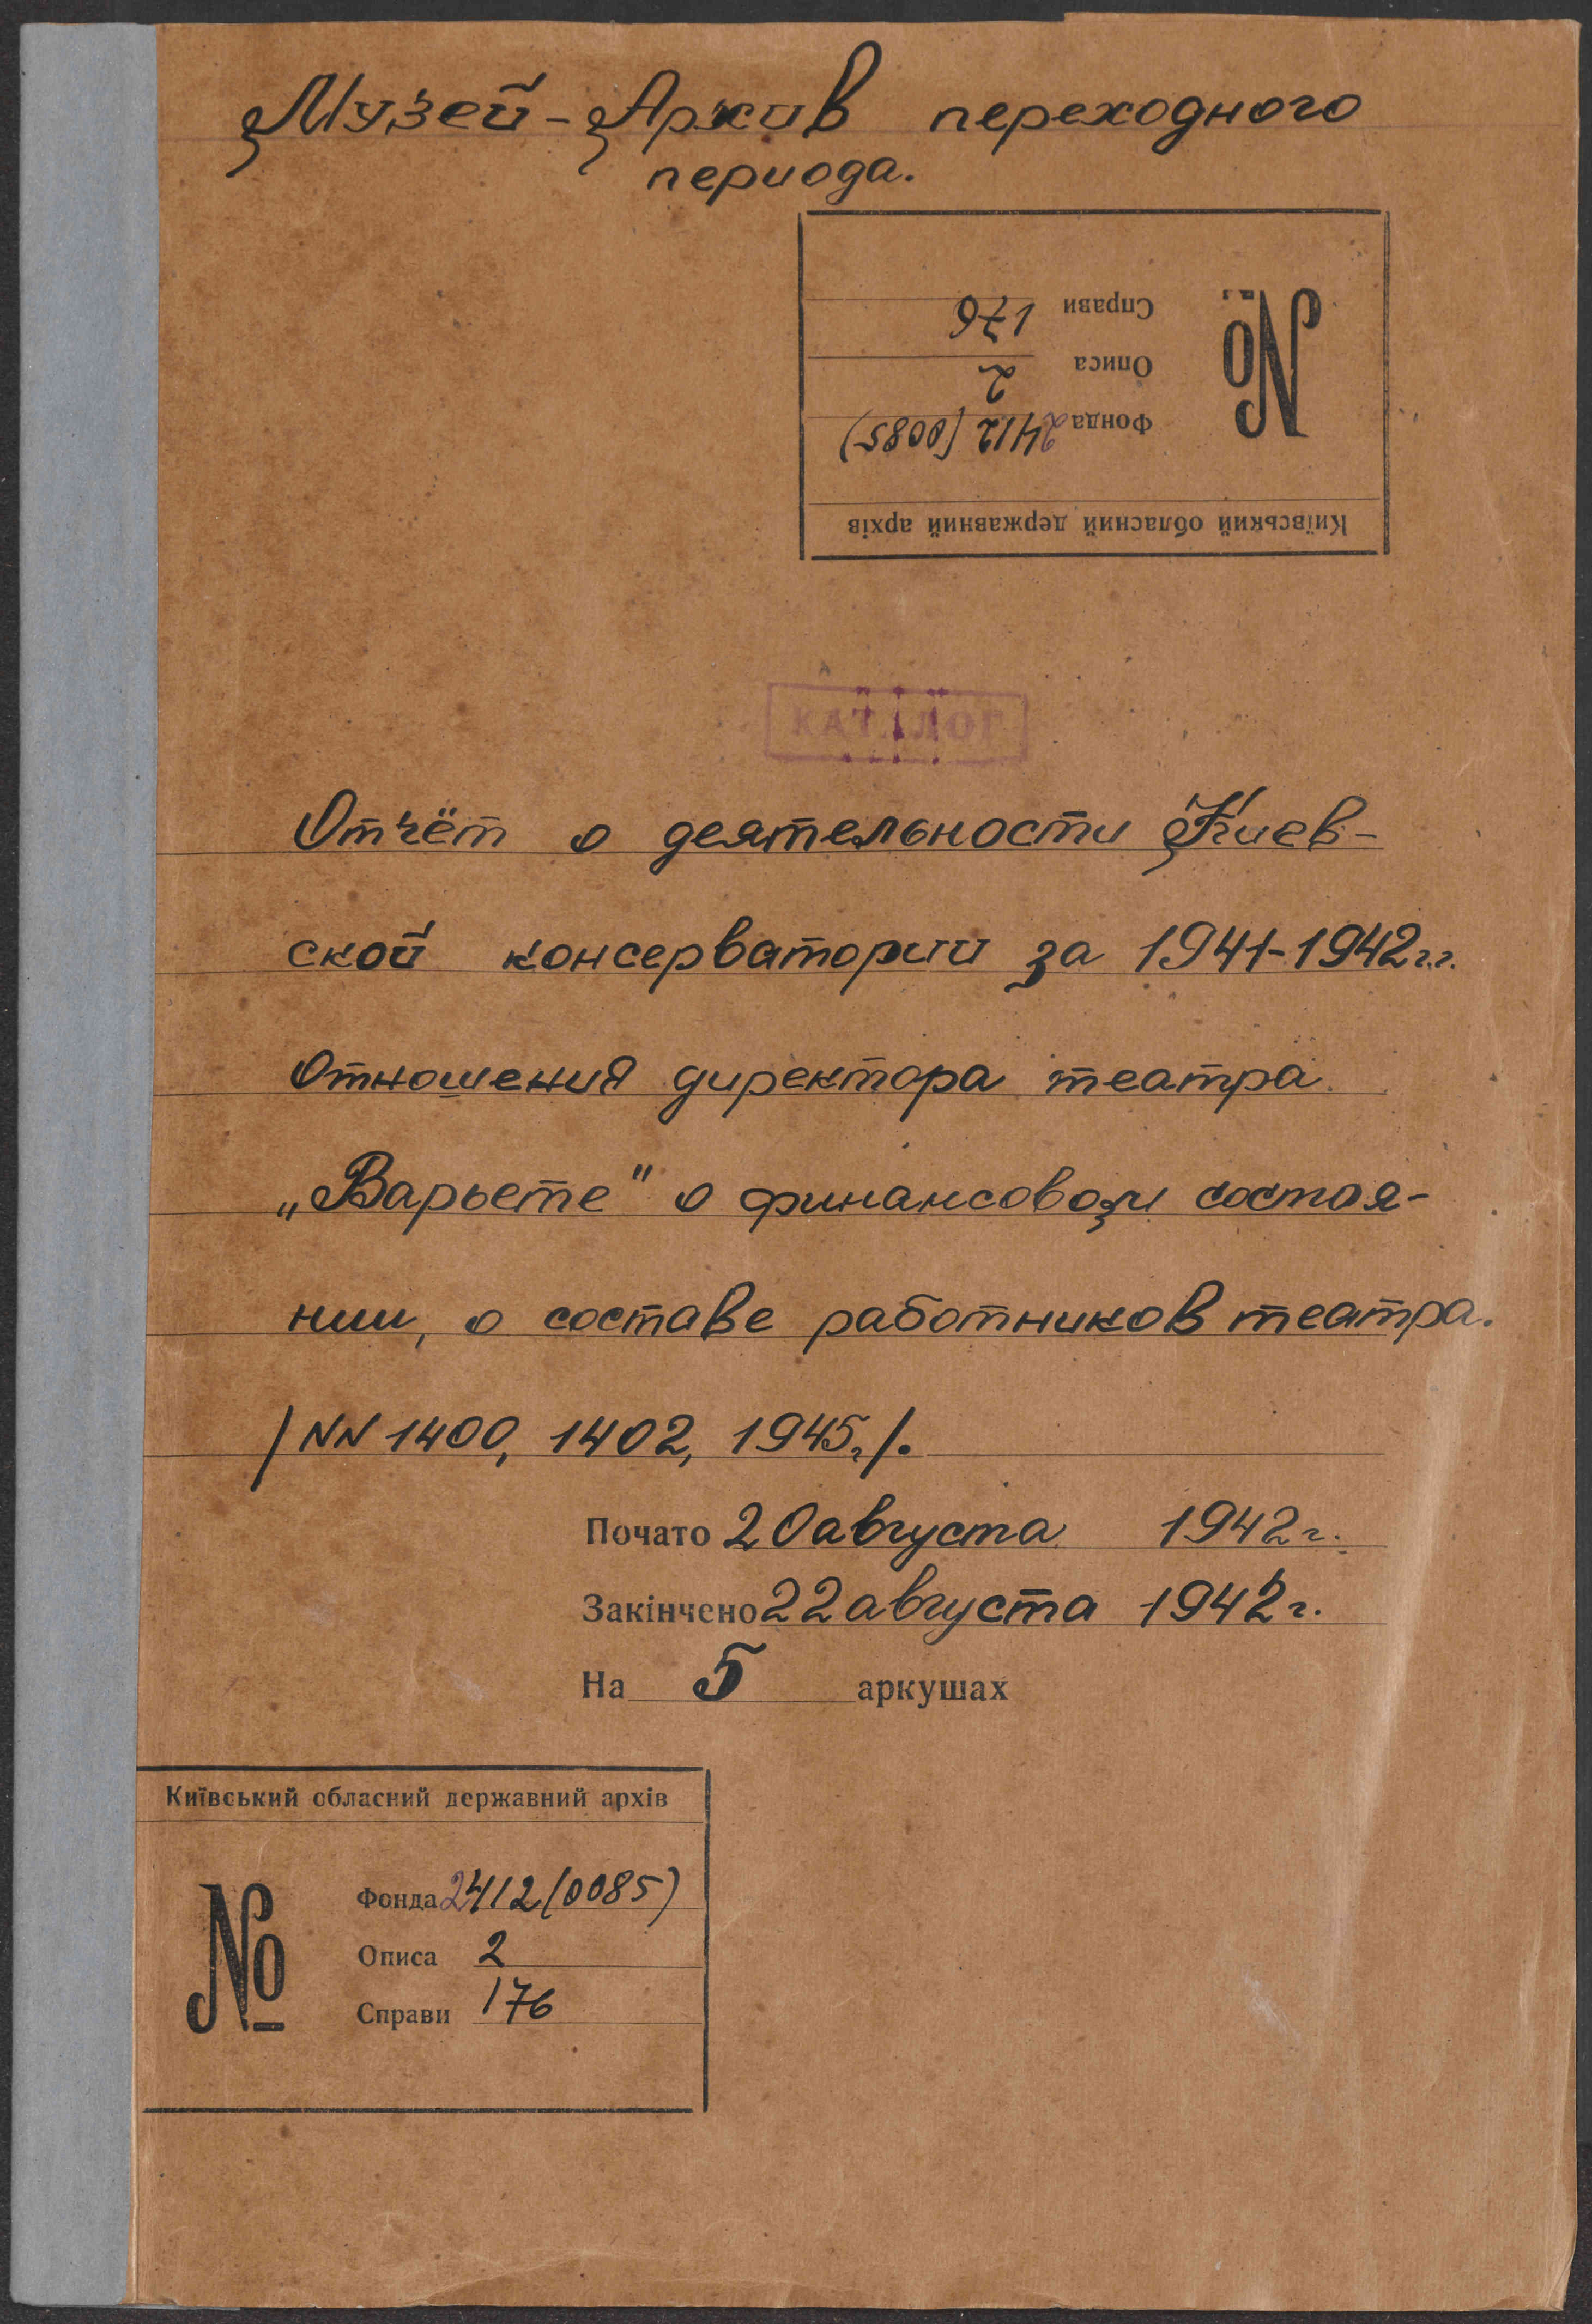 Музей-Архив переходного
периода.
Київський обласний державний архів
№
Фонда 2412 (0085)
Описа 2
Справи 176
КАТАЛОГ
Отчёт о деятельности Киев-
ской консерватории за 1941-1942 г.г.
Отношения директора театра
„Варьете" о финансовом состоя-
нии, о составе работников театра.
/NN 1400, 1402, 1945г/.
Почато 20 августа 1942 г.
Закінчено 22 августа 1942 г.
На 5 аркушах
Київський обласний державний архів
№
Фонда 2412 (0085)
Описа 2
Справи 176